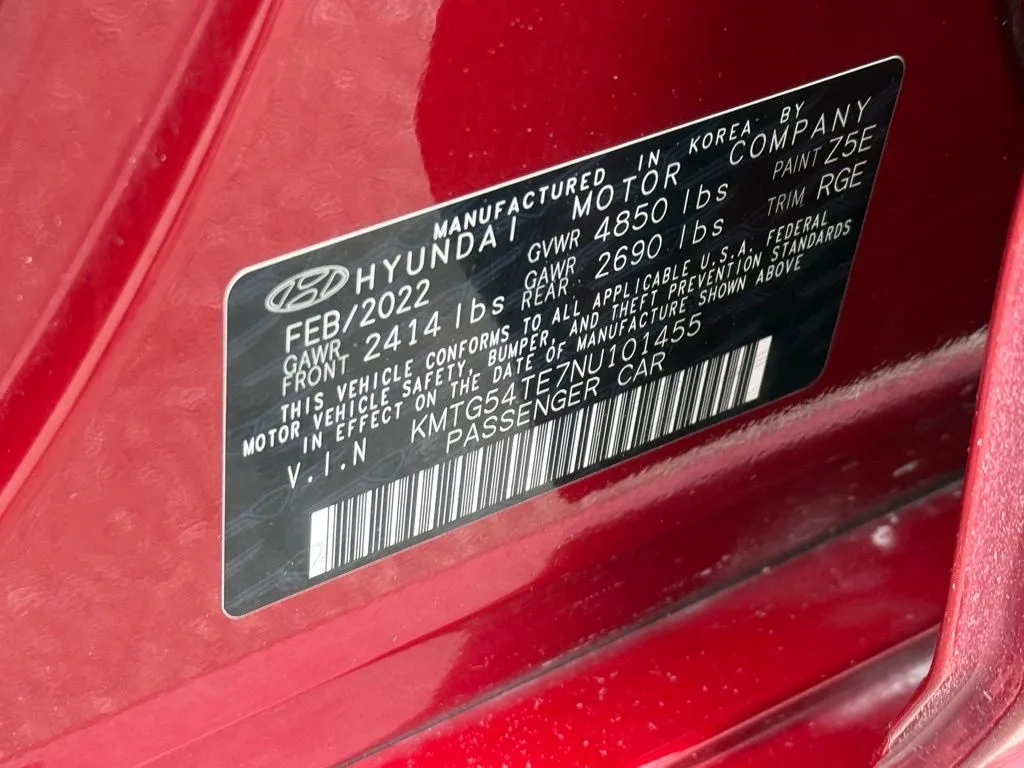 MANUFACTURED IN KOREA BY
HYUNDAI MOTOR COMPANY
FEB/2022 GVWR 4850 lbs PAINT Z5E
GAWR FRONT 2414 lbs GAWR REAR 2690 lbs TRIM RGE
THIS VEHICLE CONFORMS TO ALL APPLICABLE U.S.A. FEDERAL
MOTOR VEHICLE SAFETY, BUMPER, AND THEFT PREVENTION STANDARDS
IN EFFECT ON THE DATE OF MANUFACTURE SHOWN ABOVE
V.I.N KMTG54TE7NU101455
PASSENGER CAR